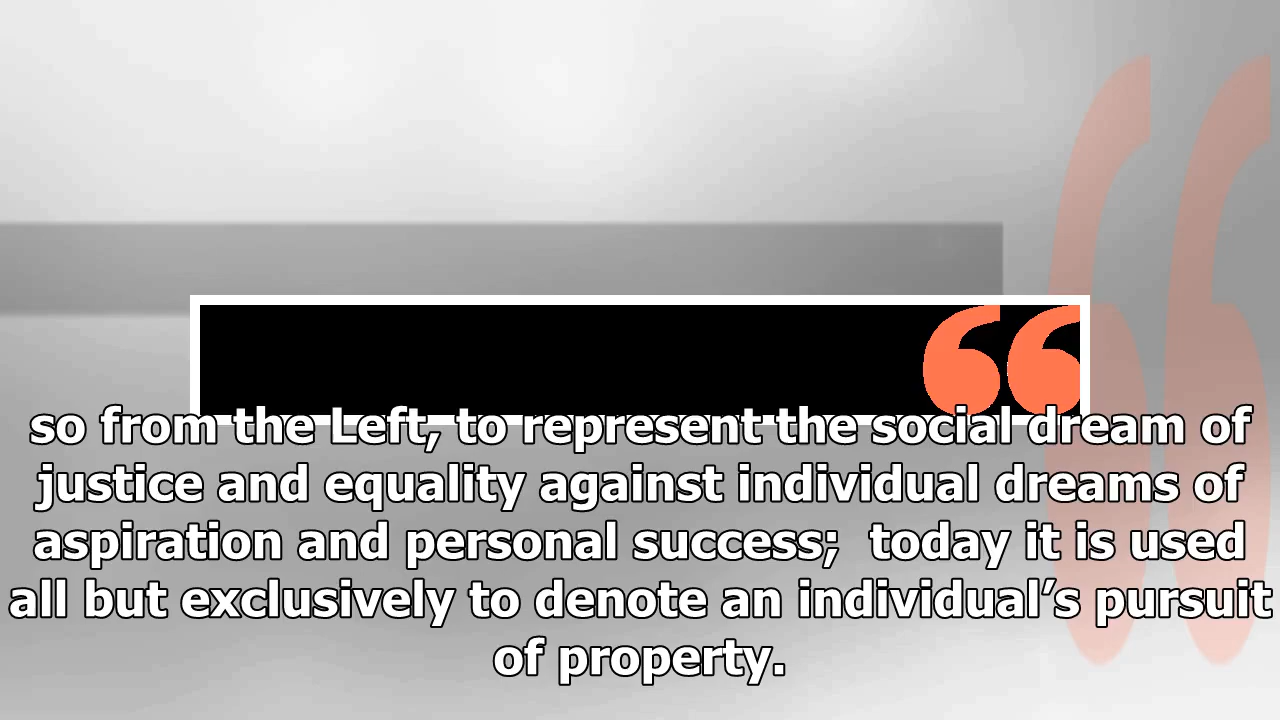 so from the Left, to represent the social dream of
justice and equality against individual dreams of
aspiration and personal success;  today it is used
all but exclusively to denote an individual’s pursuit
of property.